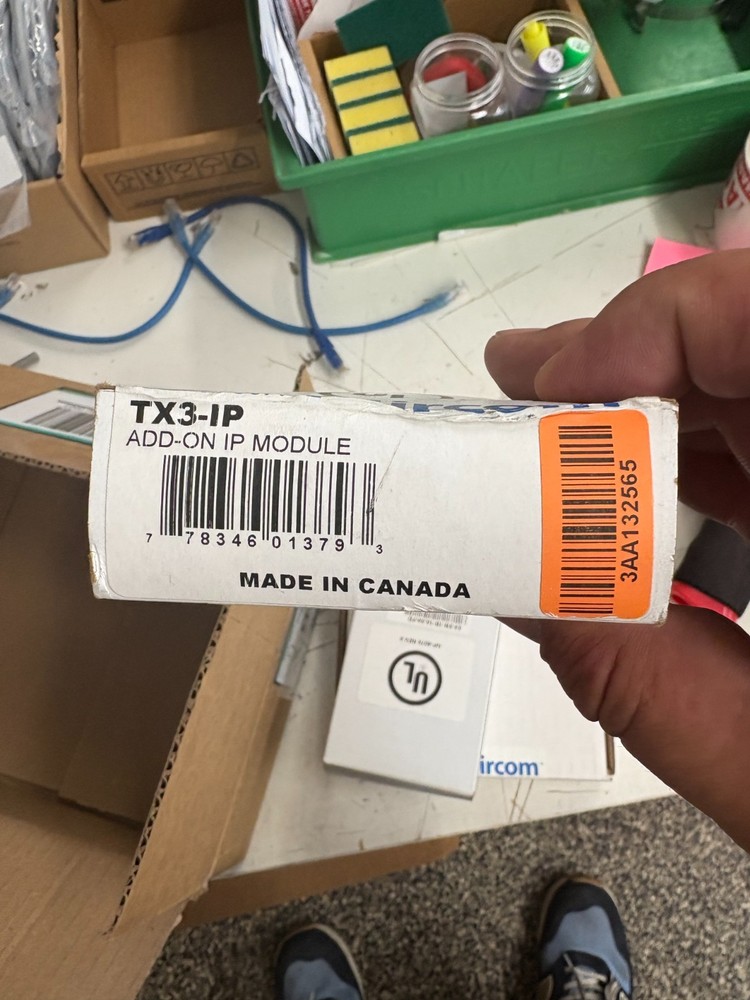 TX3-IP
ADD-ON IP MODULE
7 78346 01379 3
MADE IN CANADA
3AA132565
UL
ircom